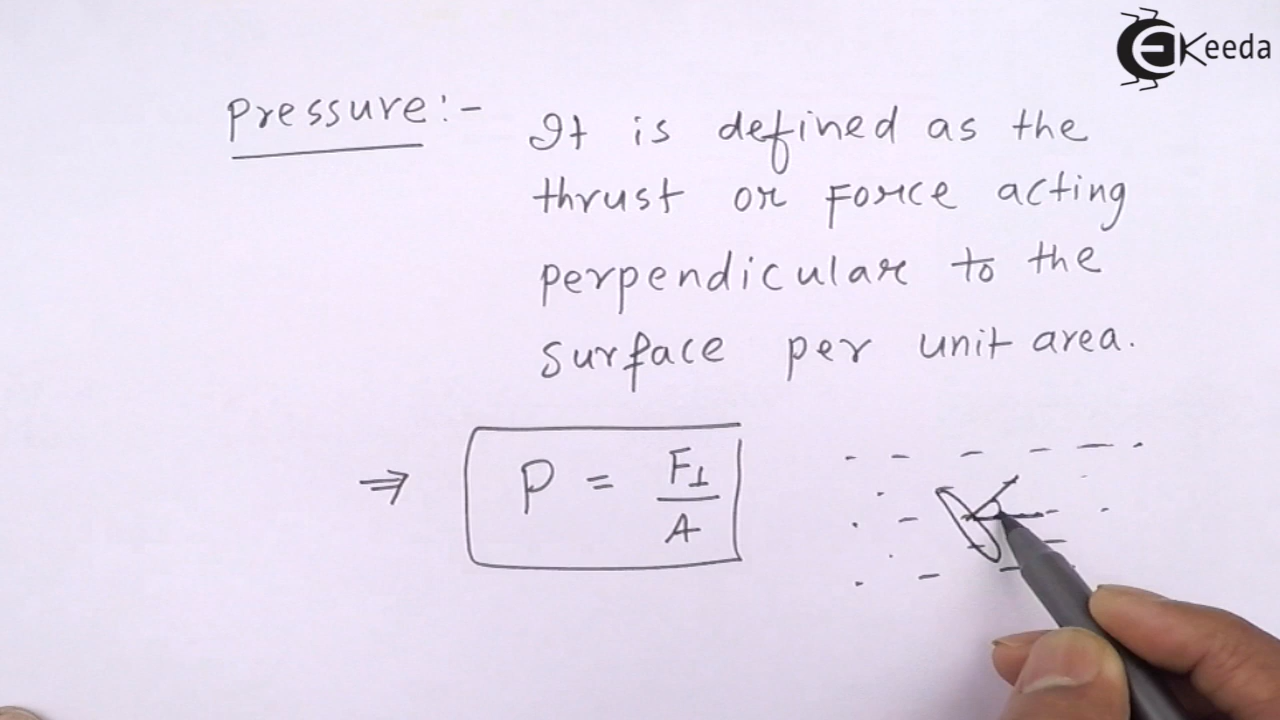 Keeda
Pressure:- It is defined as the
thrust or Force acting
perpendicular to the
surface per unit area.
⇒ P = F⊥/A